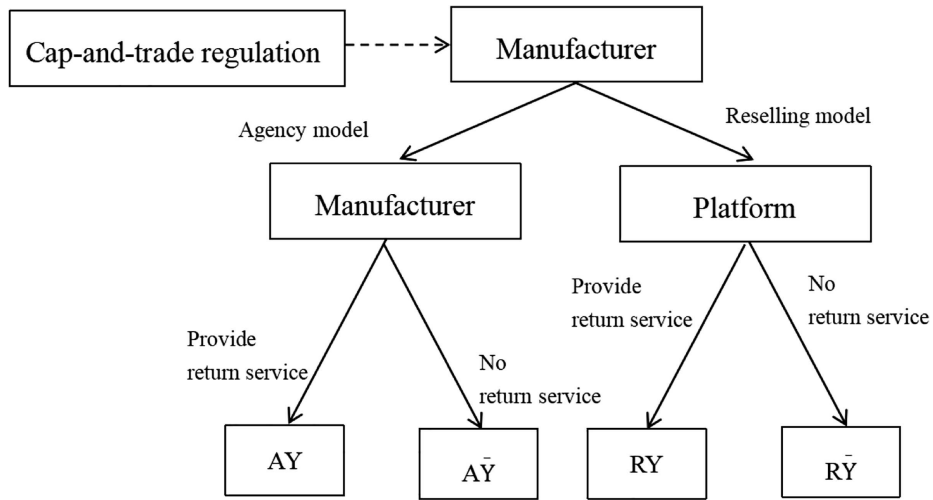 Cap-and-trade regulation
Manufacturer
Agency model
Reselling model
Manufacturer
Platform
Provide
return service
No
return service
Provide
return service
No
return service
AY
AȲ
RY
RȲ